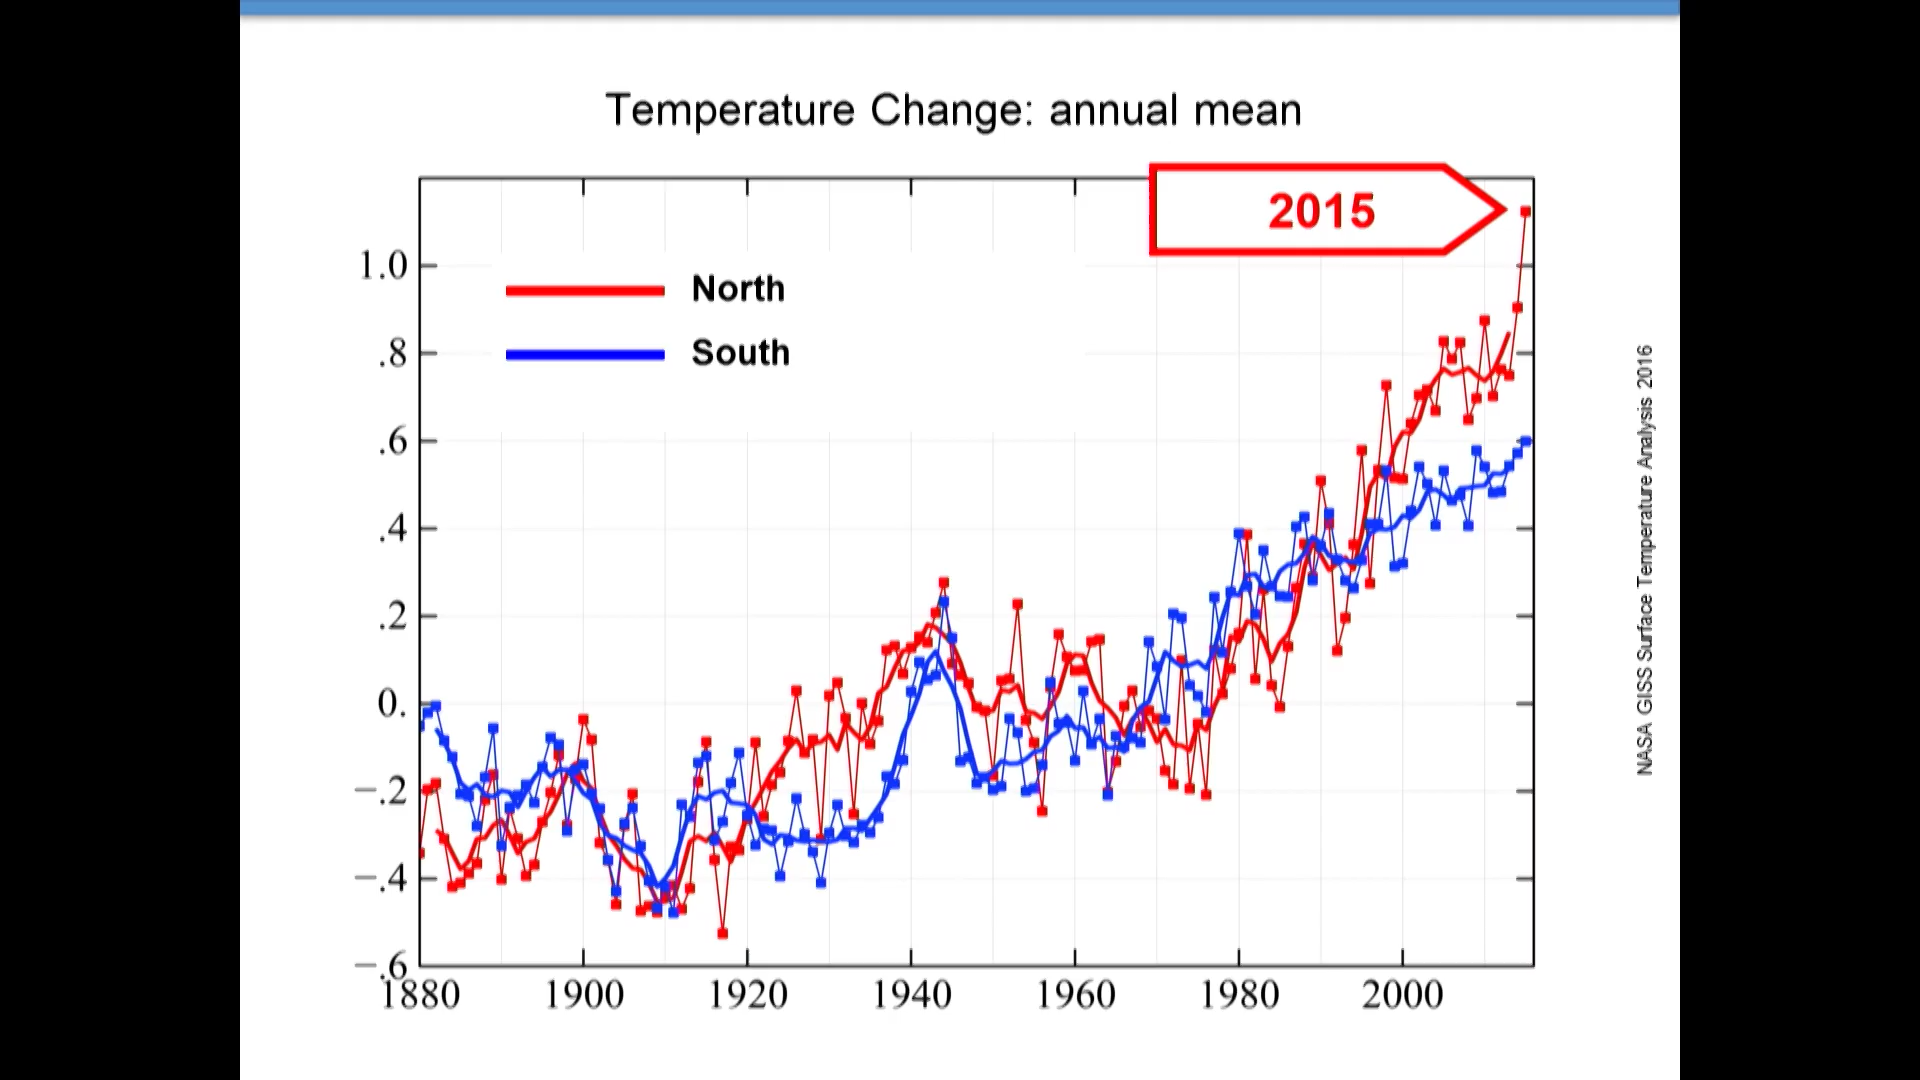 Temperature Change: annual mean
2015
1.0
North
.8
South
.6
.4
.2
0.
−.2
−.4
−.6
1880 1900 1920 1940 1960 1980 2000
NASA GISS Surface Temperature Analysis 2016